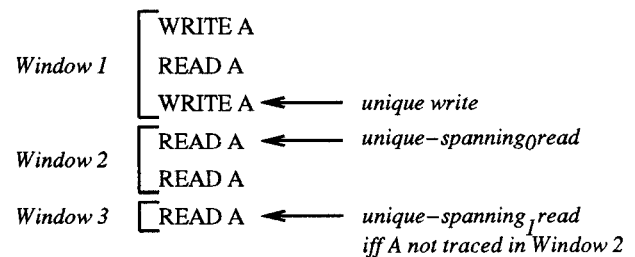 WRITE A
Window 1 READ A
WRITE A unique write
READ A unique-spanning0read
Window 2
READ A
Window 3 READ A unique-spanning1read
iff A not traced in Window 2